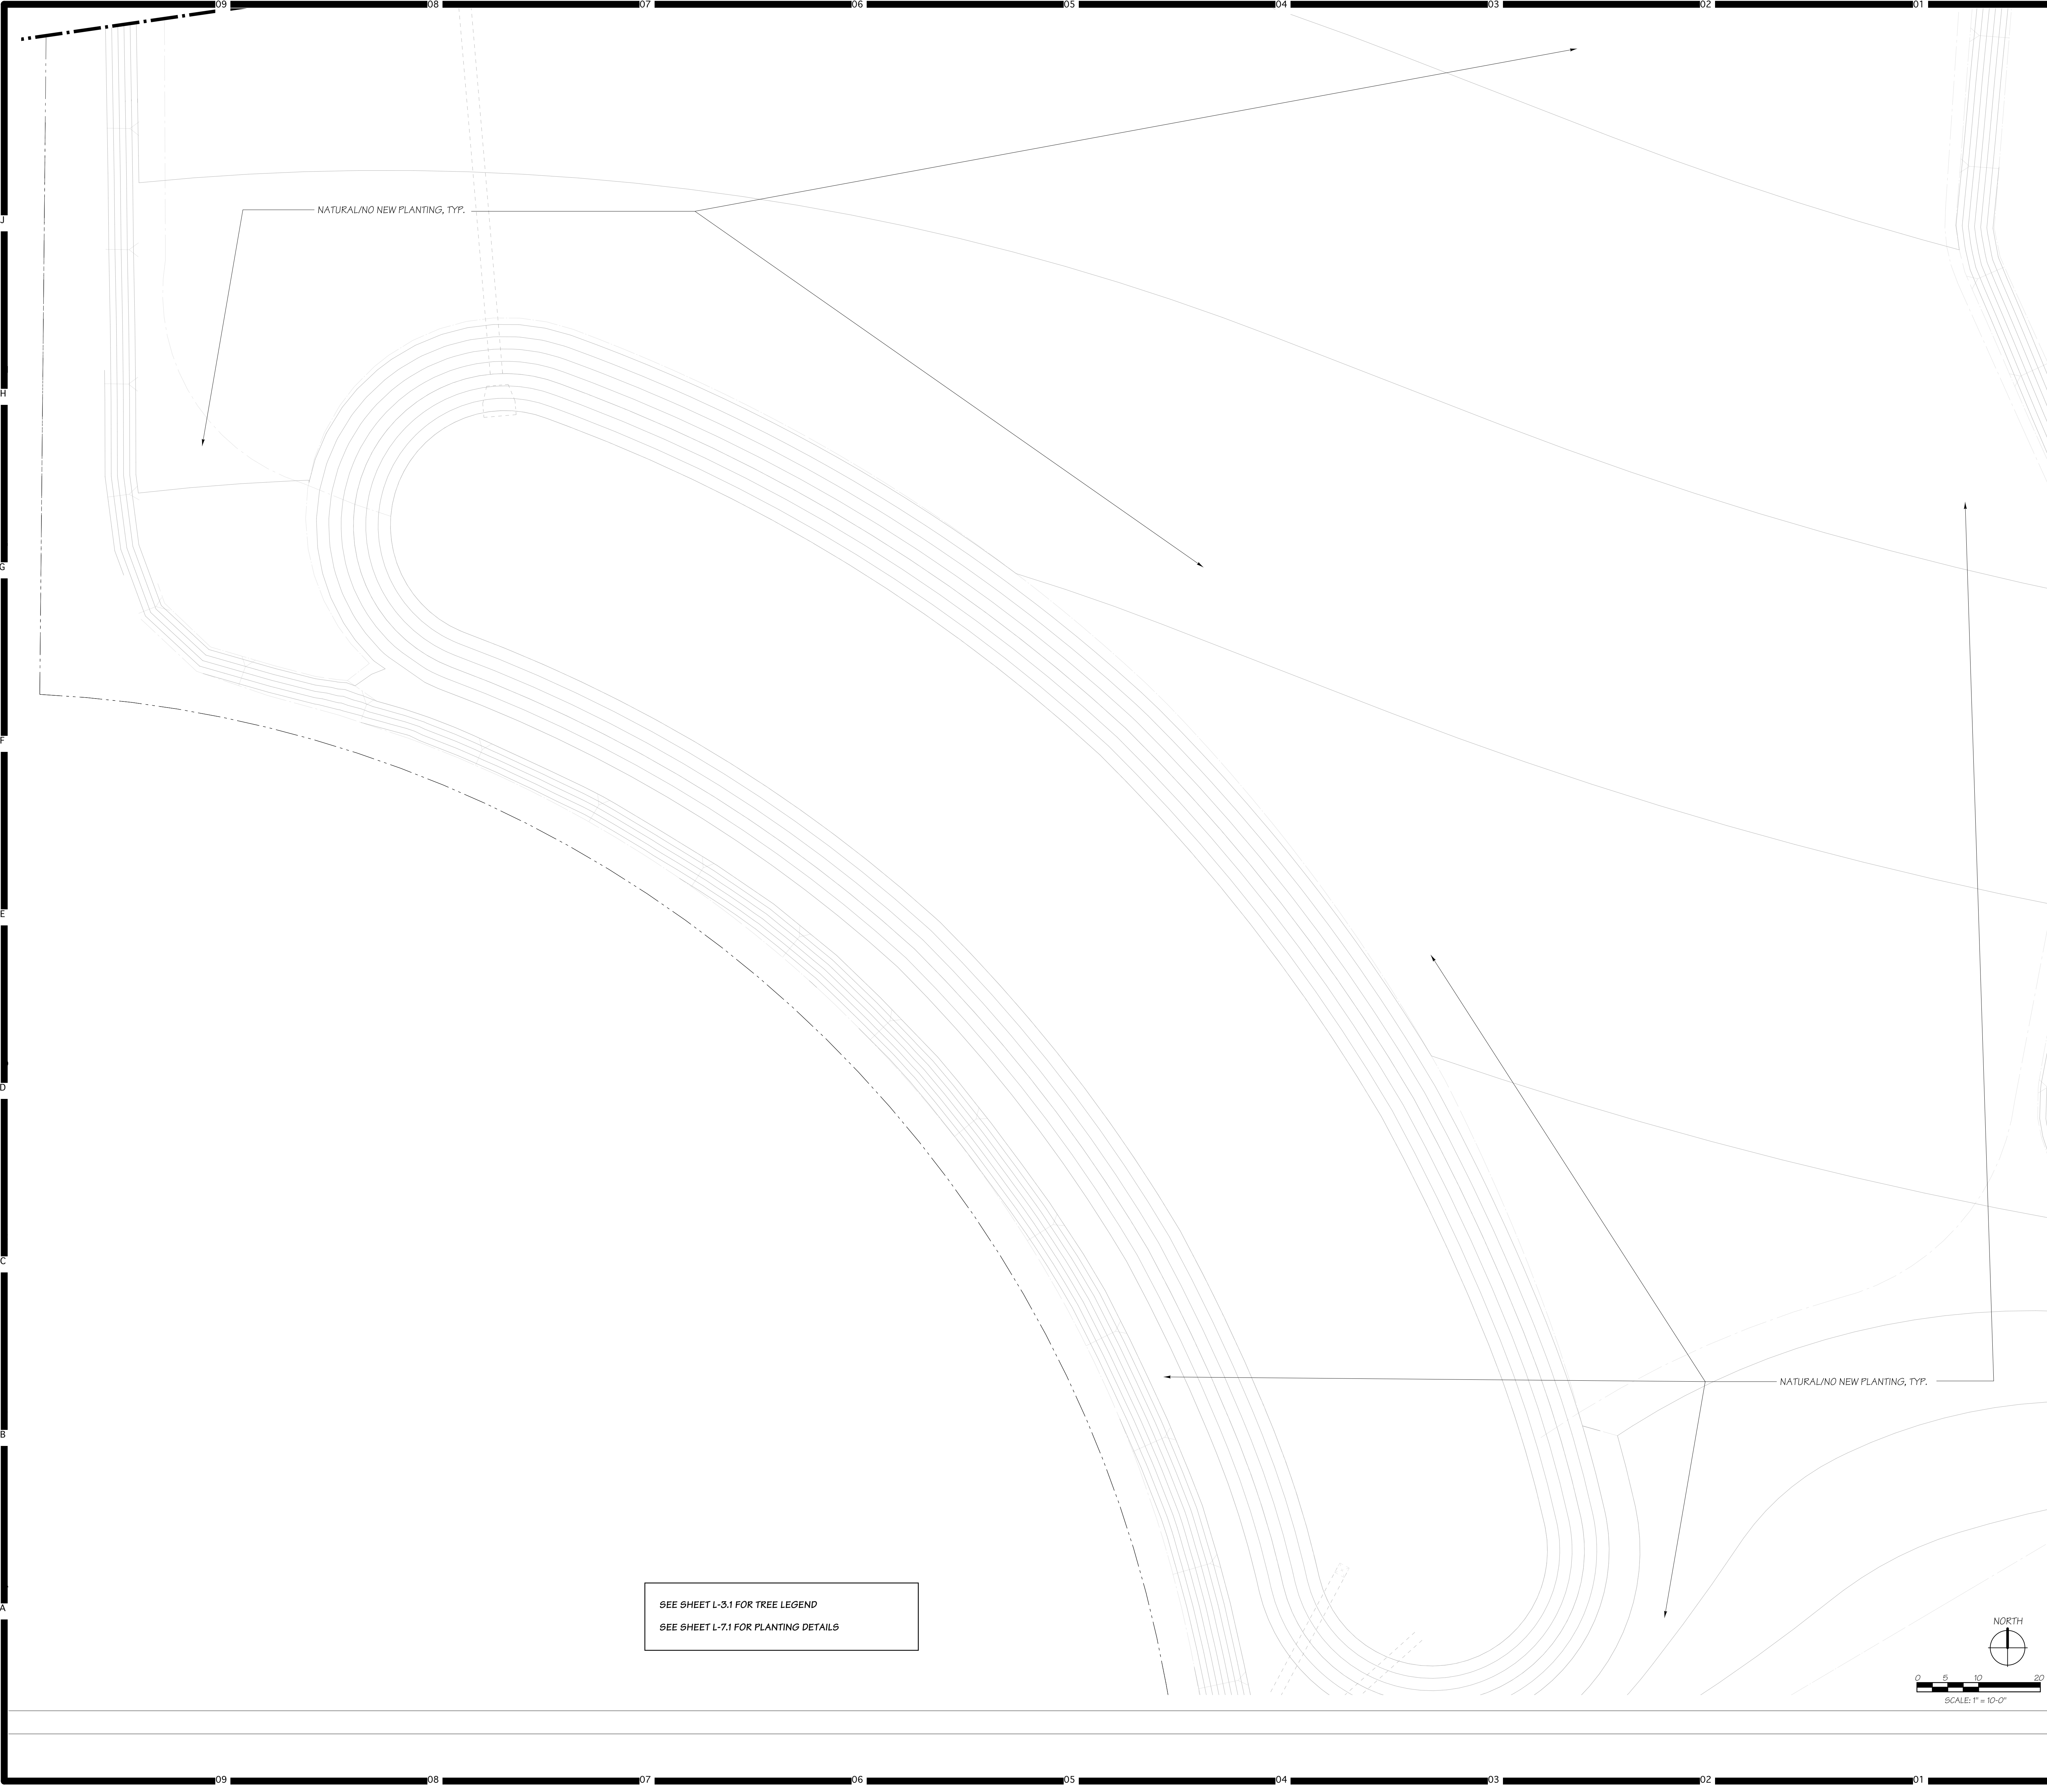 09 08 07 06 05 04 03 02 01
J
NATURAL/NO NEW PLANTING, TYP.
H
G
F
E
D
C
NATURAL/NO NEW PLANTING, TYP.
B
A
SEE SHEET L-3.1 FOR TREE LEGEND
SEE SHEET L-7.1 FOR PLANTING DETAILS
NORTH
0 5 10 20
SCALE: 1" = 10-0"
09 08 07 06 05 04 03 02 01